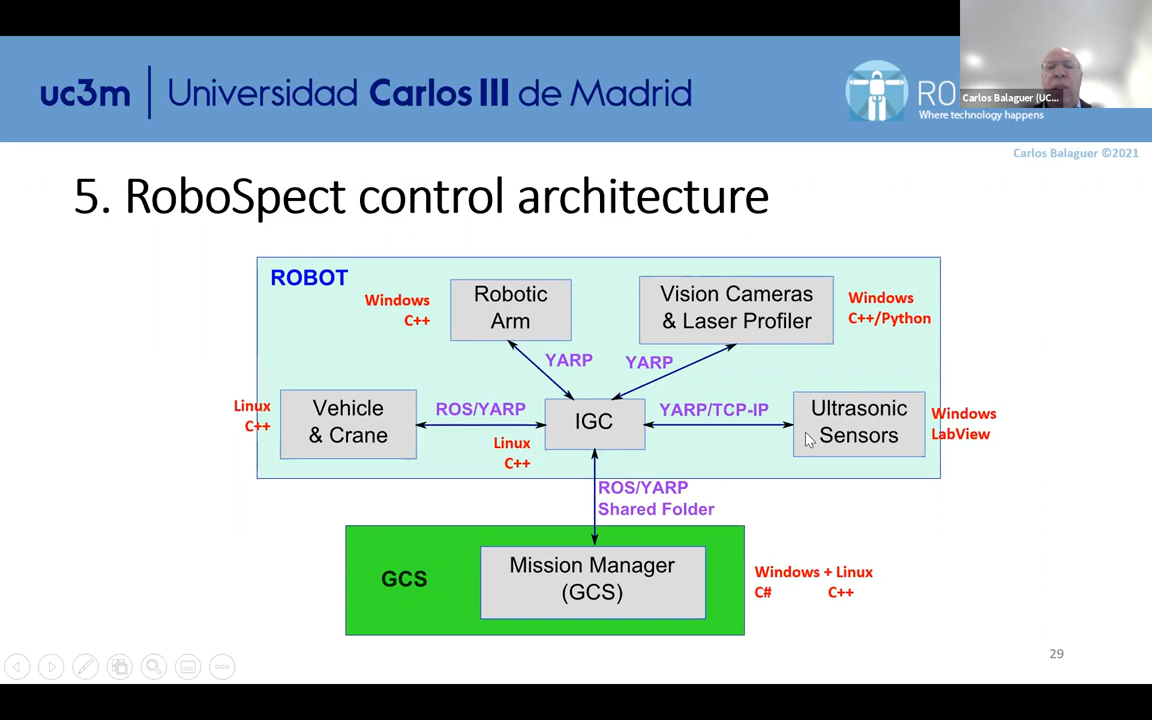 uc3m | Universidad Carlos III de Madrid
RO
Where technology happens
Carlos Balaguer (UC...
Carlos Balaguer ©2021
5. RoboSpect control architecture
ROBOT
Windows
C++
Robotic
Arm
Vision Cameras
& Laser Profiler
Windows
C++/Python
YARP
YARP
Linux
C++
Vehicle
& Crane
ROS/YARP
IGC
Linux
C++
YARP/TCP-IP
Ultrasonic
Sensors
Windows
LabView
ROS/YARP
Shared Folder
GCS
Mission Manager
(GCS)
Windows + Linux
C# C++
29